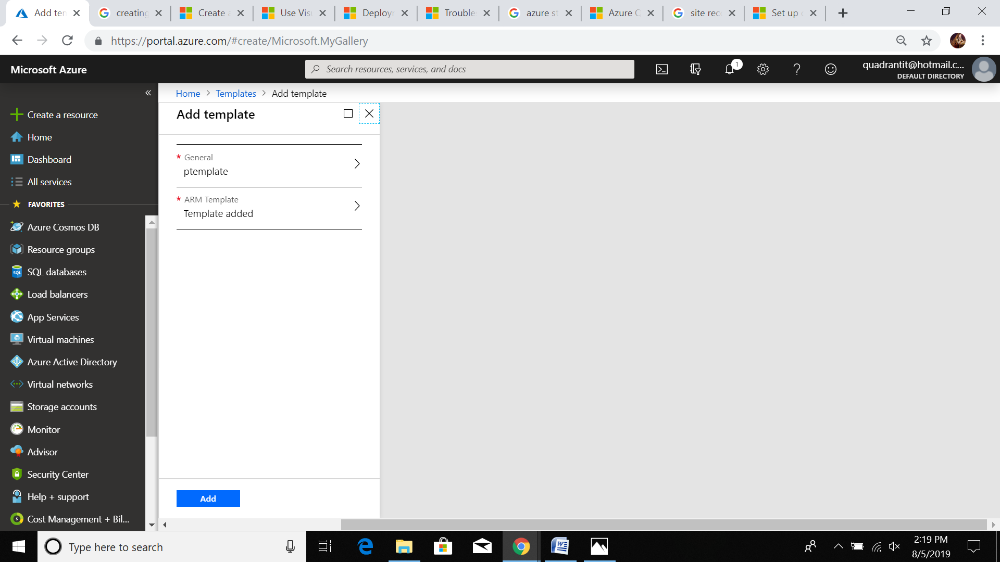 Add ten
creating
Create a
Use Visu
Deployn
Trouble
azure st
Azure Q
site rec
Set up
https://portal.azure.com/#create/Microsoft.MyGallery
Microsoft Azure
Search resources, services, and docs
1
quadrantit@hotmail.c...
DEFAULT DIRECTORY
«
Home > Templates > Add template
Create a resource
Home
Dashboard
All services
FAVORITES
Azure Cosmos DB
Resource groups
SQL databases
Load balancers
App Services
Virtual machines
Azure Active Directory
Virtual networks
Storage accounts
Monitor
Advisor
Security Center
Help + support
Cost Management + Bil...
Add template
* General
ptemplate
* ARM Template
Template added
Add
Type here to search
2:19 PM
8/5/2019